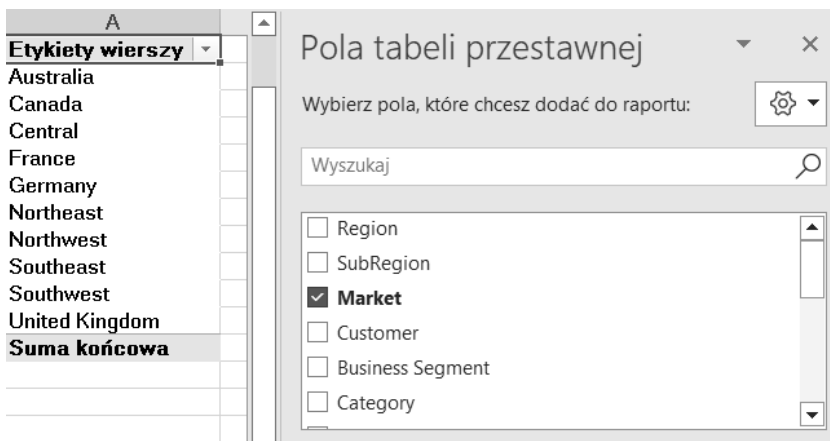 A
Etykiety wierszy
Australia
Canada
Central
France
Germany
Northeast
Northwest
Southeast
Southwest
United Kingdom
Suma końcowa
Pola tabeli przestawnej
Wybierz pola, które chcesz dodać do raportu:
Wyszukaj
Region
SubRegion
Market
Customer
Business Segment
Category